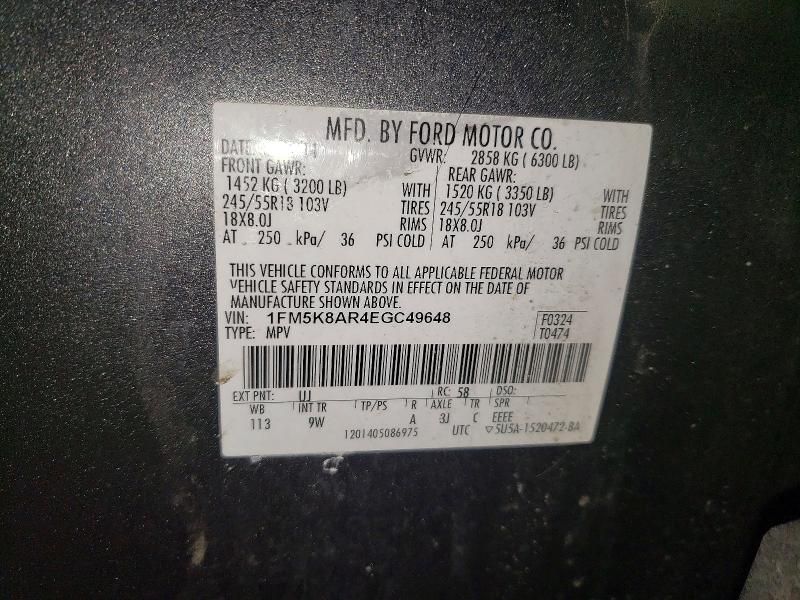 MFD. BY FORD MOTOR CO.
DATE: GVWR: 2858 KG ( 6300 LB)
FRONT GAWR: REAR GAWR:
1452 KG ( 3200 LB) WITH 1520 KG ( 3350 LB) WITH
245/55R18 103V TIRES 245/55R18 103V TIRES
18X8.0J RIMS 18X8.0J RIMS
AT 250 kPa/ 36 PSI COLD AT 250 kPa/ 36 PSI COLD
THIS VEHICLE CONFORMS TO ALL APPLICABLE FEDERAL MOTOR
VEHICLE SAFETY STANDARDS IN EFFECT ON THE DATE OF
MANUFACTURE SHOWN ABOVE.
VIN: 1FM5K8AR4EGC49648 F0324
TYPE: MPV T0474
EXT PNT: UJ RC: 58 DSO:
WB INT TR TP/PS R AXLE TR SPR
113 9W A 3J C EEEE
1201405086975 UTC ▽5U5A-1520472-BA